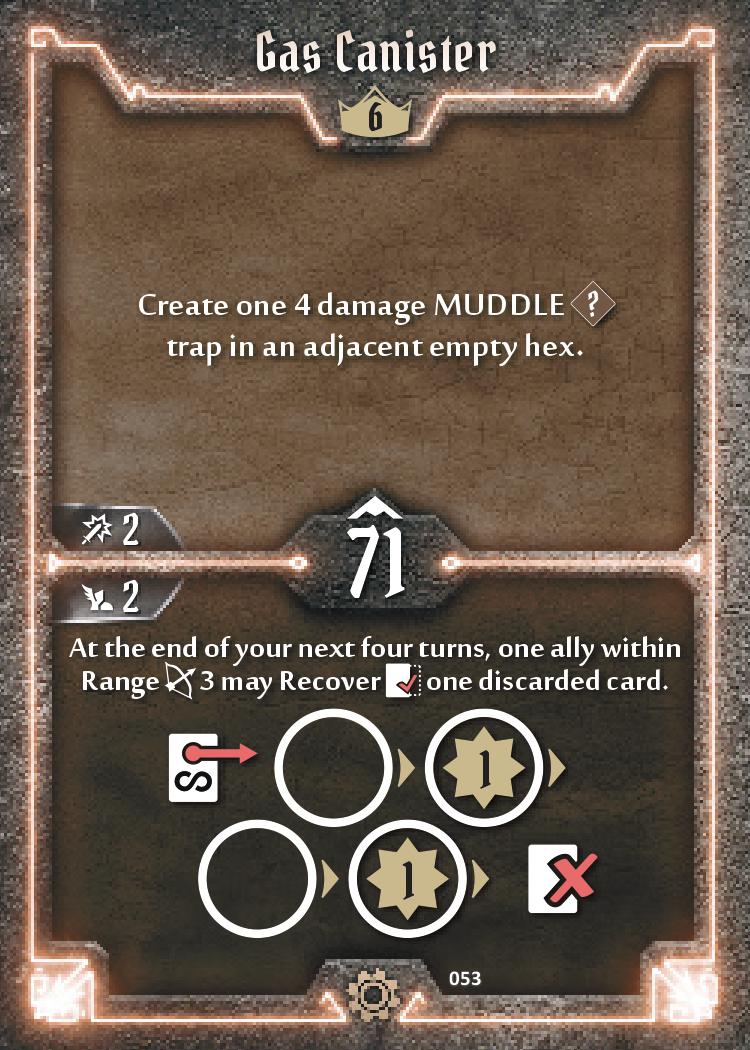 Gas Canister
6
Create one 4 damage MUDDLE ?
trap in an adjacent empty hex.
2
71
2
At the end of your next four turns, one ally within
Range 3 may Recover one discarded card.
S
1
1
053